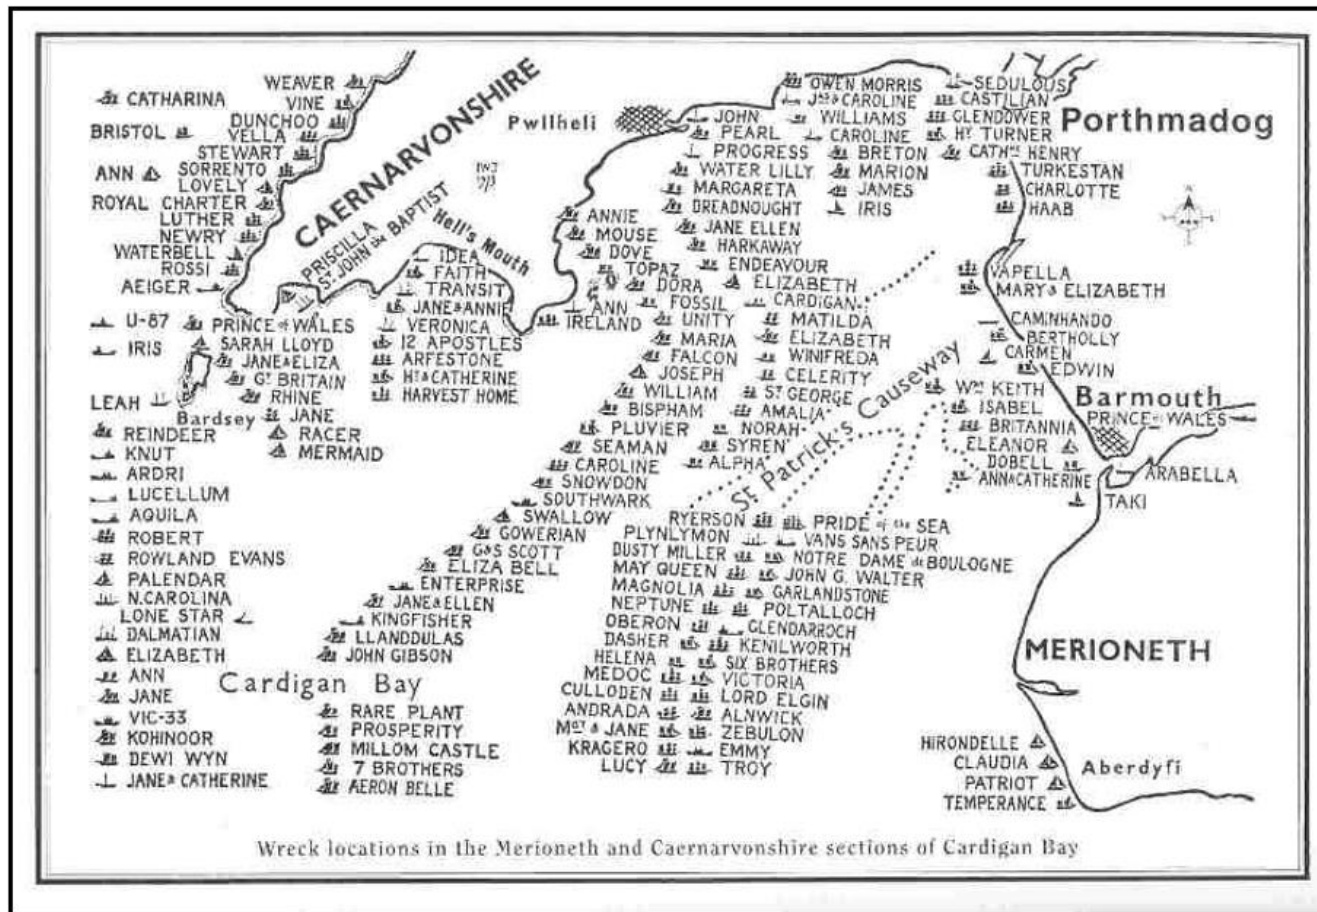 WEAVER
CATHARINA
VINE
DUNCHOO
BRISTOL
VELLA
STEWART
ANN
SORRENTO
LOVELY
ROYAL CHARTER
LUTHER
NEWRY
WATERBELL
ROSSI
AEIGER
CAERNARVONSHIRE
PRISCILLA
ST JOHN the BAPTIST
Hell's Mouth
IDEA
FAITH
TRANSIT
JANE & ANNIE
VERONICA
12 APOSTLES
ARFESTONE
HT & CATHERINE
HARVEST HOME
U-87
IRIS
PRINCE of WALES
SARAH LLOYD
JANE & ELIZA
GT BRITAIN
RHINE
JANE
RACER
MERMAID
LEAH
Bardsey
REINDEER
KNUT
ARDRI
LUCELLUM
AQUILA
ROBERT
ROWLAND EVANS
PALENDAR
N.CAROLINA
LONE STAR
DALMATIAN
ELIZABETH
ANN
JANE
VIC-33
KOHINOOR
DEWI WYN
JANE & CATHERINE
Pwllheli
JOHN
PEARL
PROGRESS
WATER LILLY
MARGARETA
DREADNOUGHT
JANE ELLEN
HARKAWAY
ENDEAVOUR
ELIZABETH
CARDIGAN
MATILDA
ELIZABETH
WINIFREDA
CELERITY
ST GEORGE
AMALIA
NORAH
SYREN
ALPHA
ANNIE
MOUSE
DOVE
TOPAZ
DORA
ANN
FOSSIL
IRELAND
UNITY
MARIA
FALCON
JOSEPH
WILLIAM
BISPHAM
PLUVIER
SEAMAN
CAROLINE
SNOWDON
SOUTHWARK
SWALLOW
GOWERIAN
G&S SCOTT
ELIZA BELL
ENTERPRISE
JANE & ELLEN
KINGFISHER
LLANDDULAS
JOHN GIBSON
Cardigan Bay
RARE PLANT
PROSPERITY
MILLOM CASTLE
7 BROTHERS
AERON BELLE
OWEN MORRIS
JAS & CAROLINE
WILLIAMS
CAROLINE
BRETON
MARION
JAMES
IRIS
SEDULOUS
CASTILIAN
GLENDOWER
HY TURNER
CATHNE HENRY
TURKESTAN
CHARLOTTE
HAAB
Porthmadog
VAPELLA
MARY & ELIZABETH
CAMINHANDO
BERTHOLLY
CARMEN
EDWIN
WM KEITH
ISABEL
BRITANNIA
ELEANOR
DOBELL
ANN & CATHERINE
Barmouth
PRINCE of WALES
ARABELLA
TAKI
St Patrick's Causeway
RYERSON
PRIDE of the SEA
PLYNLYMON
VANS SANS PEUR
DUSTY MILLER
NOTRE DAME de BOULOGNE
MAY QUEEN
JOHN G. WALTER
MAGNOLIA
GARLANDSTONE
NEPTUNE
POLTALLOCH
OBERON
GLENDARROCH
DASHER
KENILWORTH
HELENA
SIX BROTHERS
MEDOC
VICTORIA
CULLODEN
LORD ELGIN
ANDRADA
ALNWICK
MGT & JANE
ZEBULON
KRAGERO
EMMY
LUCY
TROY
MERIONETH
HIRONDELLE
CLAUDIA
PATRIOT
TEMPERANCE
Aberdyfi
Wreck locations in the Merioneth and Caernarvonshire sections of Cardigan Bay